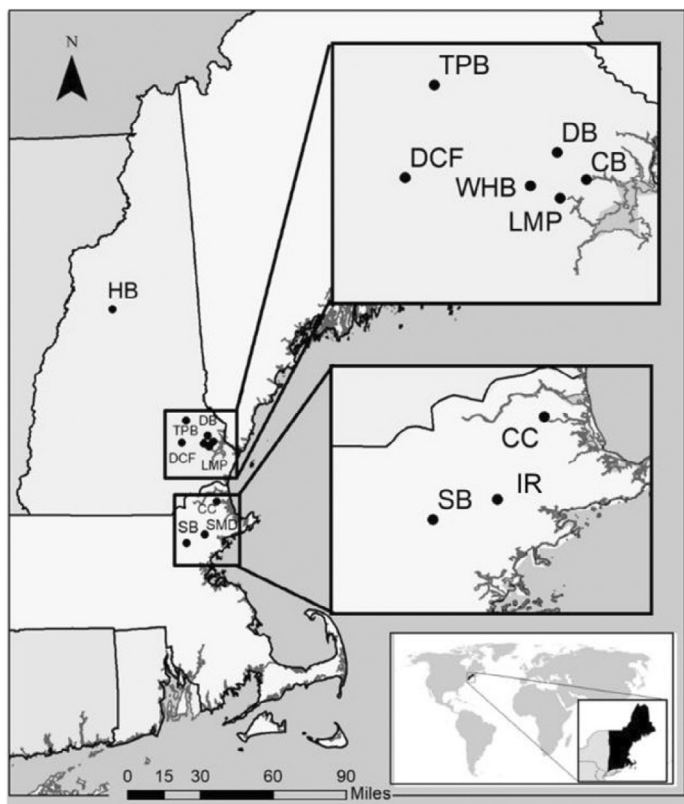 N
TPB
DB
DCF
CB
WHB
LMP
HB
DB
TPB
DCF
LMP
CC
IR
SB
CC
SMD
SB
0 15 30 60 90
Miles